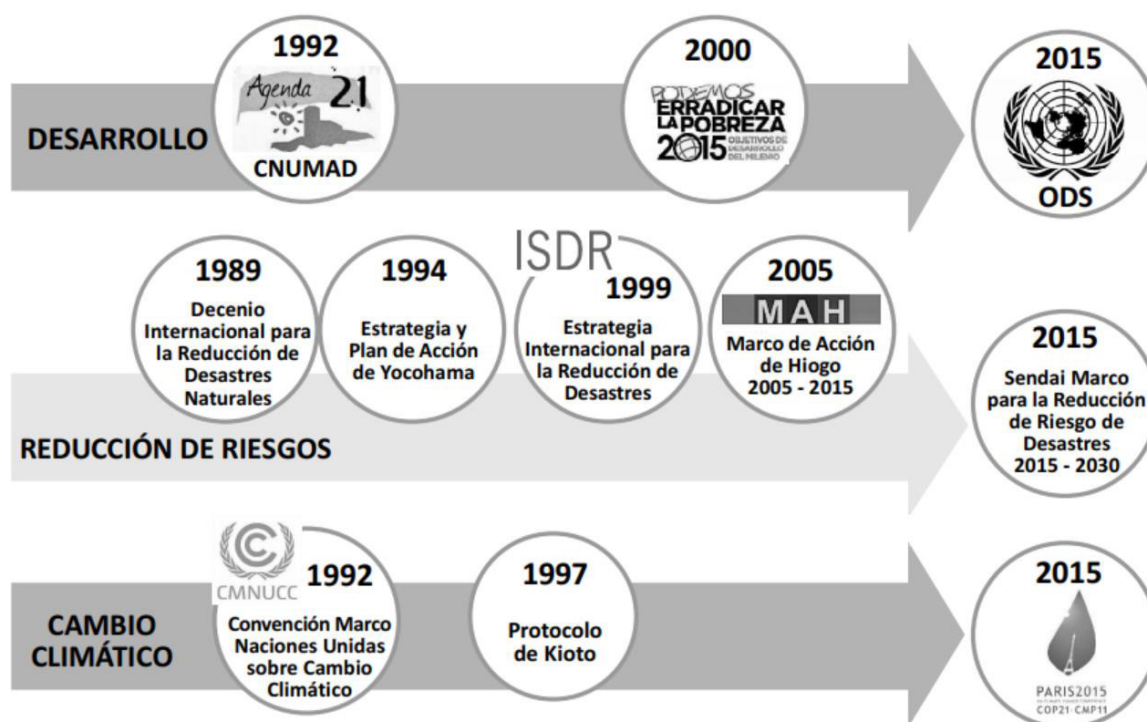 DESARROLLO
1992
Agenda 21
CNUMAD
2000
PODEMOS
ERRADICAR
LA POBREZA
2015 OBJETIVOS DE
DESARROLLO
DEL MILENIO
2015
ODS
REDUCCIÓN DE RIESGOS
1989
Decenio
Internacional para
la Reducción de
Desastres
Naturales
1994
Estrategia y
Plan de Acción
de Yocohama
ISDR
1999
Estrategia
Internacional para
la Reducción de
Desastres
2005
MAH
Marco de Acción
de Hiogo
2005 - 2015
2015
Sendai Marco
para la Reducción
de Riesgo de
Desastres
2015 - 2030
CAMBIO
CLIMÁTICO
CMNUCC
1992
Convención Marco
Naciones Unidas
sobre Cambio
Climático
1997
Protocolo
de Kioto
2015
PARIS2015
COP21-CMP11